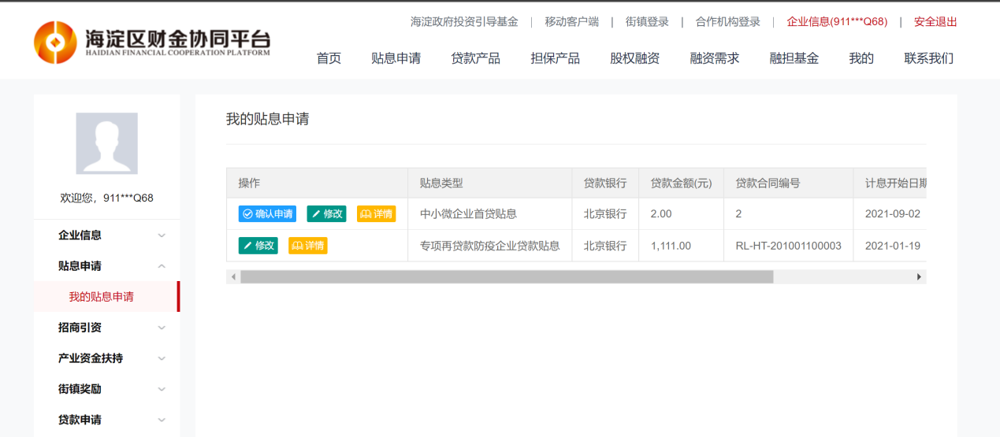 海淀政府投资引导基金 | 移动客户端 | 街镇登录 | 合作机构登录 | 企业信息(911***Q68) | 安全退出
海淀区财金协同平台
HAIDIAN FINANCIAL COOPERATION PLATFORM
首页 贴息申请 贷款产品 担保产品 股权融资 融资需求 融担基金 我的 联系我们
欢迎您，911***Q68
企业信息
贴息申请
我的贴息申请
招商引资
产业资金扶持
街镇奖励
贷款申请
我的贴息申请
操作 贴息类型 贷款银行 贷款金额(元) 贷款合同编号 计息开始日期
确认申请 修改 详情 中小微企业首贷贴息 北京银行 2.00 2 2021-09-02
修改 详情 专项再贷款防疫企业贷款贴息 北京银行 1,111.00 RL-HT-201001100003 2021-01-19